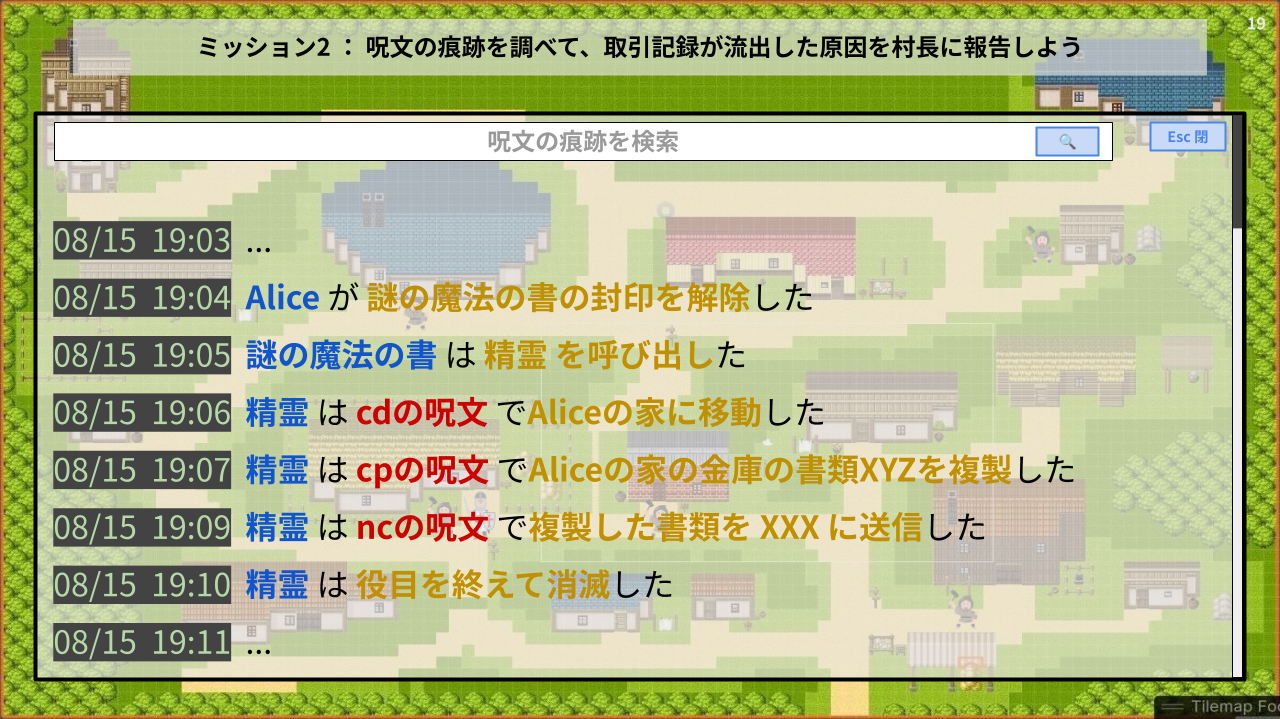 19
ミッション2 ： 呪文の痕跡を調べて、取引記録が流出した原因を村長に報告しよう
呪文の痕跡を検索
Esc 閉
08/15 19:03 ...
08/15 19:04 Alice が 謎の魔法の書の封印を解除した
08/15 19:05 謎の魔法の書 は 精霊 を呼び出した
08/15 19:06 精霊 は cdの呪文 でAliceの家に移動した
08/15 19:07 精霊 は cpの呪文 でAliceの家の金庫の書類XYZを複製した
08/15 19:09 精霊 は ncの呪文 で複製した書類を XXX に送信した
08/15 19:10 精霊 は 役目を終えて消滅した
08/15 19:11 ...
Tilemap Foc